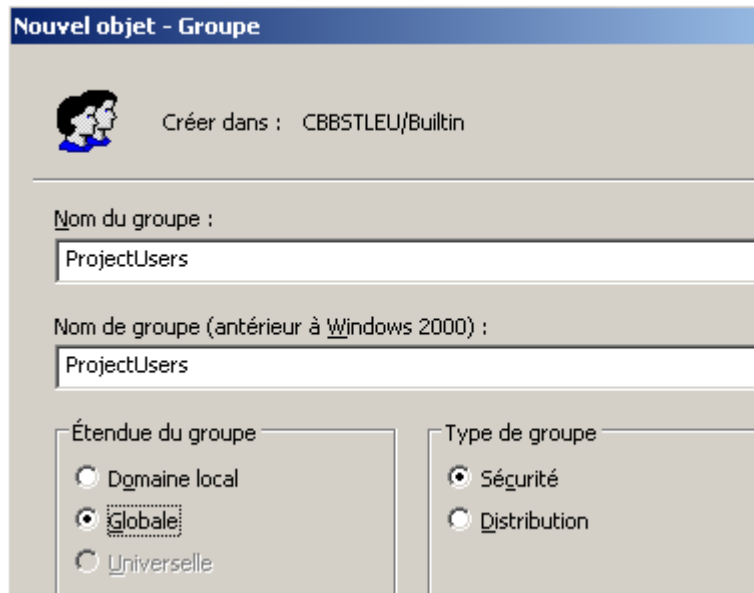 Nouvel objet - Groupe
Créer dans : CBBSTLEU/Builtin
Nom du groupe :
ProjectUsers
Nom de groupe (antérieur à Windows 2000) :
ProjectUsers
Étendue du groupe
Domaine local
Globale
Universelle
Type de groupe
Sécurité
Distribution